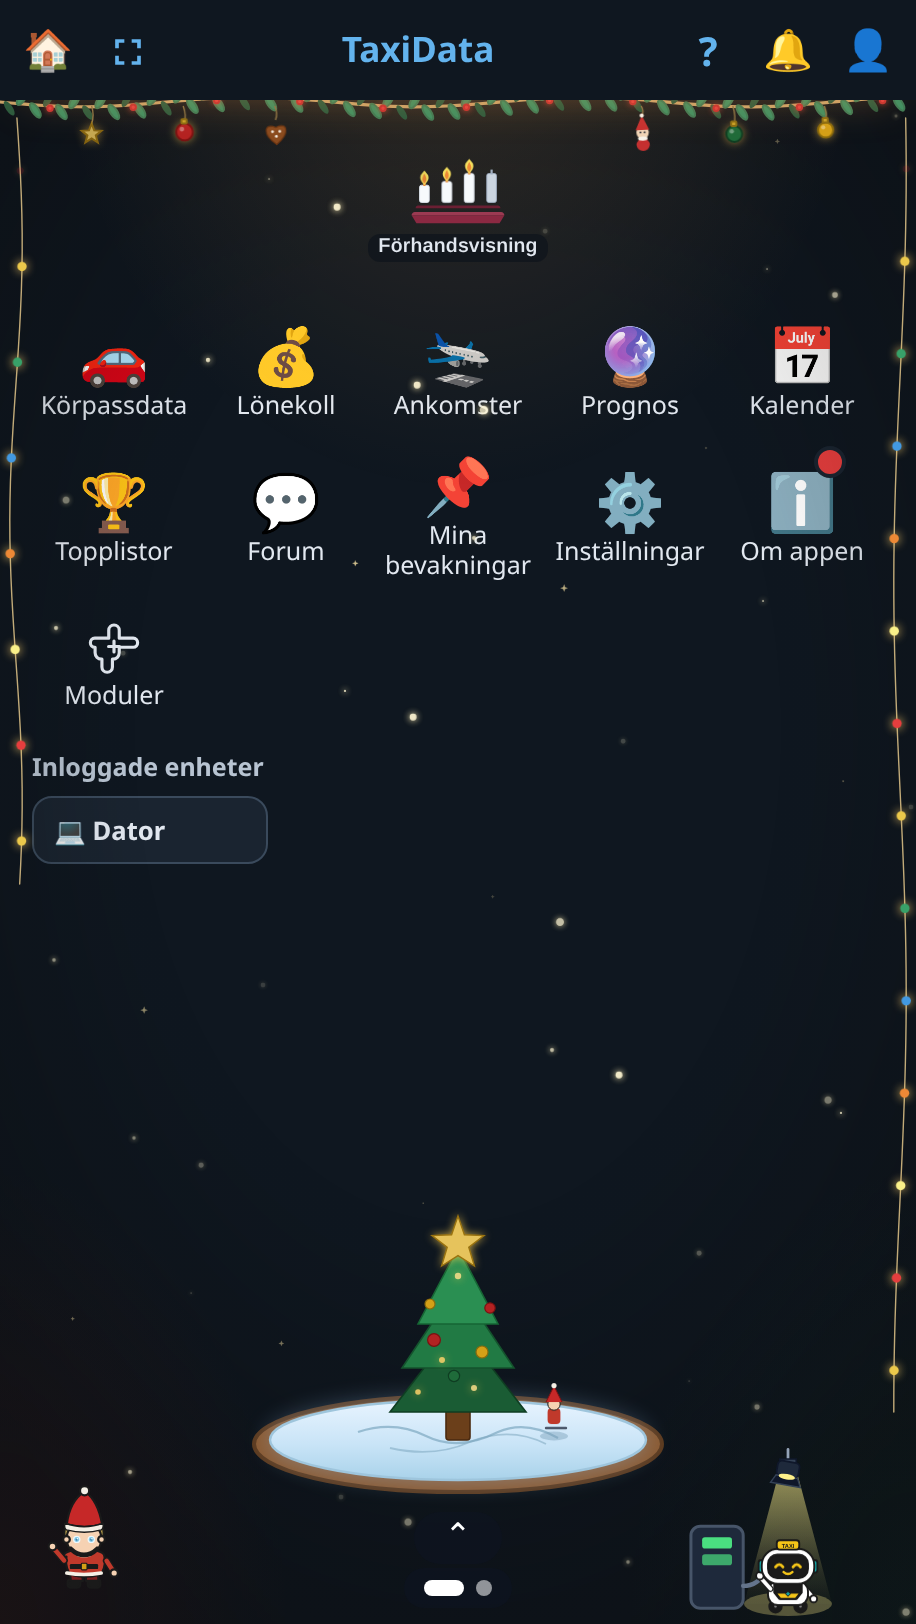 TaxiData
?
Förhandsvisning
July
17
Körpassdata
Lönekoll
Ankomster
Prognos
Kalender
Topplistor
Forum
Mina
bevakningar
Inställningar
Om appen
Moduler
Inloggade enheter
Dator
TAXI